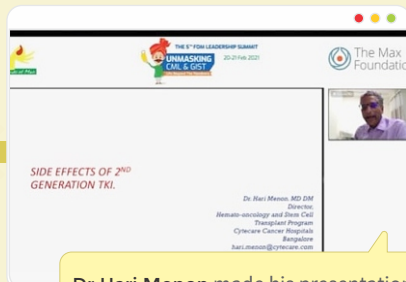 THE 5TH FOM LEADERSHIP SUMMIT
UNMASKING
CML & GIST
20-21 Feb 2021
The Max
Foundatio
SIDE EFFECTS OF 2ND
GENERATION TKI.
Dr. Hari Menon, MD DM
Director,
Hemato-oncology and Stem Cell
Transplant Program
Cytecare Cancer Hospitals
Bangalore
hari.menon@cytecare.com
Dr Hari Menon made his presentation